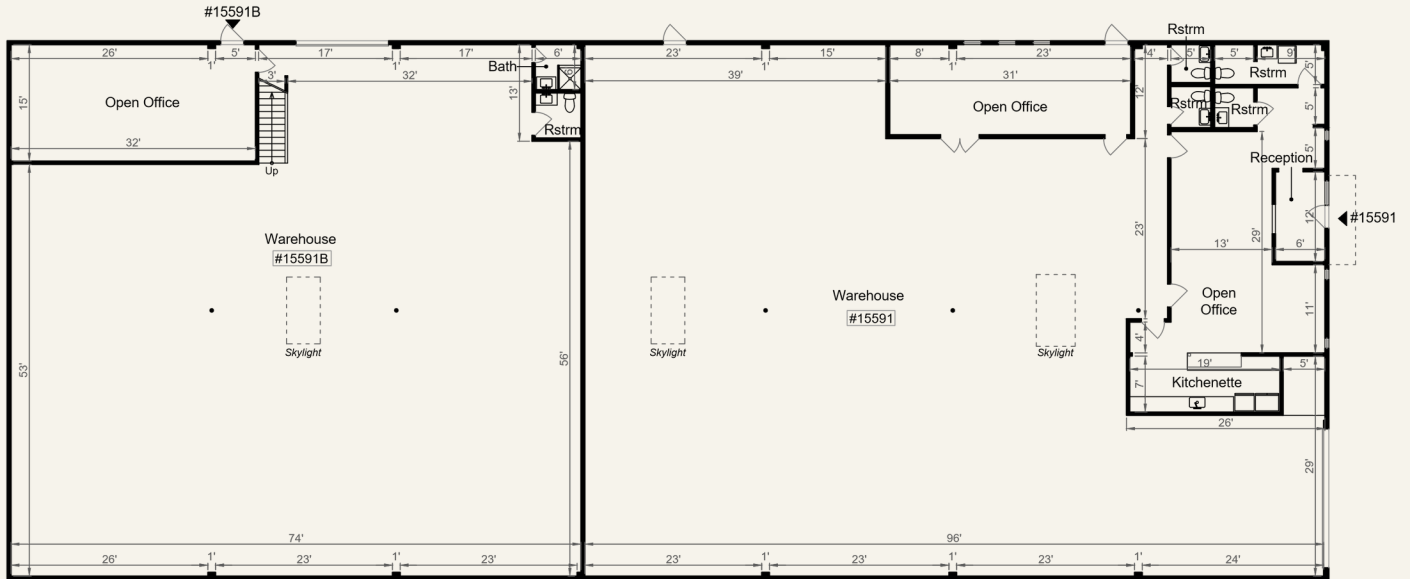 #15591B
Rstrm
26'
5'
17'
17'
6'
23'
15'
8'
23'
4'
5'
5'
9'
1'
1'
1'
1'
Bath
3'
32'
39'
31'
Rstrm
5'
15'
Open Office
13'
Open Office
12'
Rstrm
Rstrm
5'
Rstrm
32'
5'
Up
Reception
12'
#15591
Warehouse
#15591B
23'
13'
29'
6'
Warehouse
#15591
Open
Office
11'
Skylight
Skylight
Skylight
4'
53'
56'
19'
5'
7'
Kitchenette
26'
29'
74'
96'
26'
1'
23'
1'
23'
23'
1'
23'
1'
23'
1'
24'